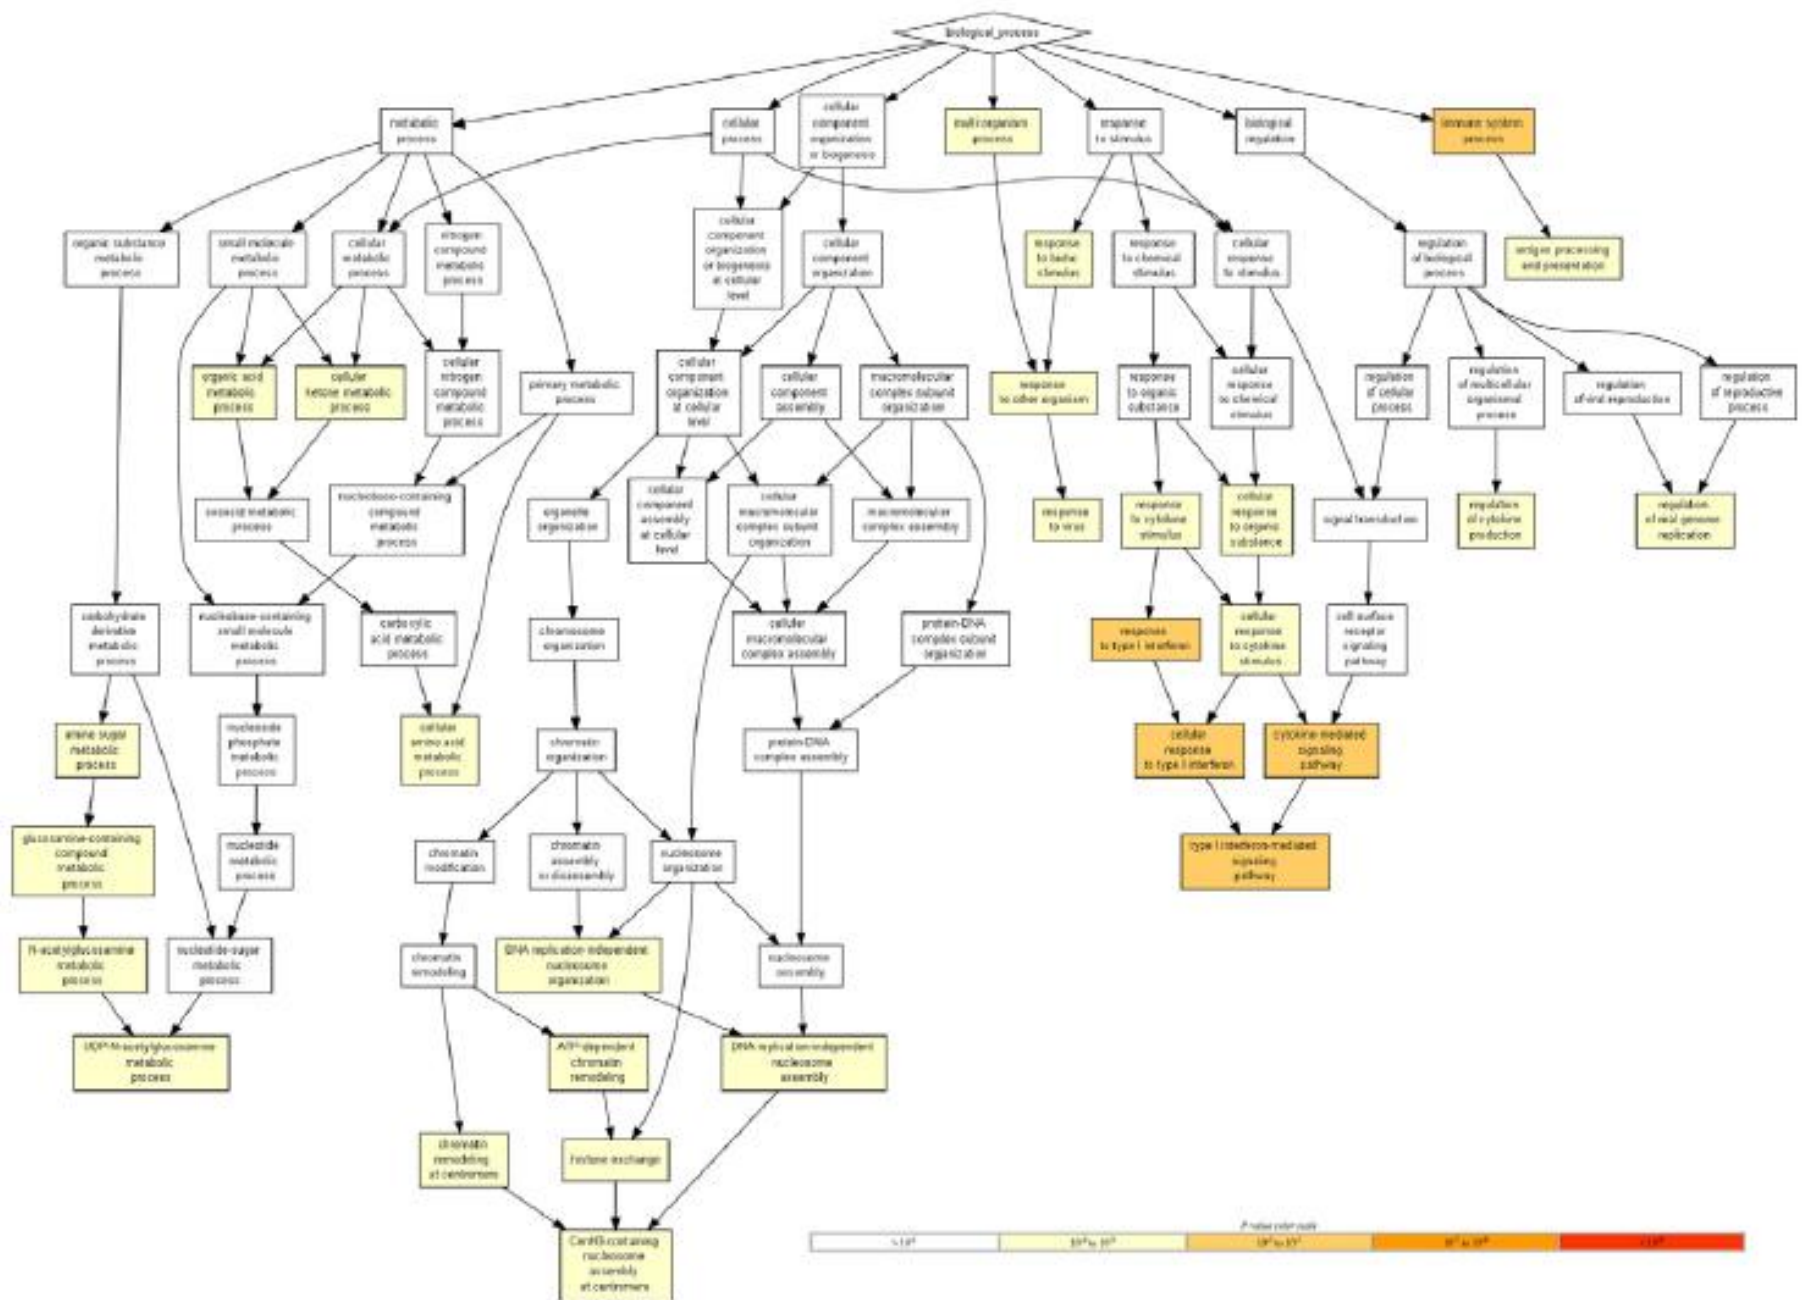 biological_process
metabolic
process
cellular
process
cellular
component
organization
or biogenesis
multi-organism
process
response
to stimulus
biological
regulation
immune system
process
organic substance
metabolic
process
small molecule
metabolic
process
cellular
metabolic
process
nitrogen
compound
metabolic
process
cellular
component
organization
or biogenesis
at cellular
level
cellular
component
organization
response
to biotic
stimulus
response
to chemical
stimulus
cellular
response
to stimulus
regulation
of biological
process
antigen processing
and presentation
organic acid
metabolic
process
cellular
ketone metabolic
process
cellular
nitrogen
compound
metabolic
process
primary metabolic
process
cellular
component
organization
at cellular
level
cellular
component
assembly
macromolecular
complex subunit
organization
response
to other organism
response
to organic
substance
cellular
response
to chemical
stimulus
regulation
of cellular
process
regulation
of multicellular
organismal
process
regulation
of viral reproduction
regulation
of reproductive
process
oxoacid metabolic
process
nucleobase-containing
compound
metabolic
process
organelle
organization
cellular
component
assembly
at cellular
level
cellular
macromolecular
complex subunit
organization
macromolecular
complex assembly
response
to virus
response
to cytokine
stimulus
cellular
response
to organic
substance
signal transduction
regulation
of cytokine
production
regulation
of viral genome
replication
carbohydrate
derivative
metabolic
process
nucleobase-containing
small molecule
metabolic
process
carboxylic
acid metabolic
process
chromosome
organization
cellular
macromolecular
complex assembly
protein-DNA
complex subunit
organization
response
to type I interferon
cellular
response
to cytokine
stimulus
cell surface
receptor
signaling
pathway
amino sugar
metabolic
process
nucleoside
phosphate
metabolic
process
cellular
amino acid
metabolic
process
chromatin
organization
protein-DNA
complex assembly
cellular
response
to type I interferon
cytokine-mediated
signaling
pathway
glucosamine-containing
compound
metabolic
process
nucleotide
metabolic
process
chromatin
modification
chromatin
assembly
or disassembly
nucleosome
organization
type I interferon-mediated
signaling
pathway
N-acetylglucosamine
metabolic
process
nucleotide-sugar
metabolic
process
chromatin
remodeling
DNA replication-independent
nucleosome
organization
nucleosome
assembly
UDP-N-acetylglucosamine
metabolic
process
ATP-dependent
chromatin
remodeling
DNA replication-independent
nucleosome
assembly
chromatin
remodeling
at centromere
histone exchange
CenH3-containing
nucleosome
assembly
at centromere
P-value color scale